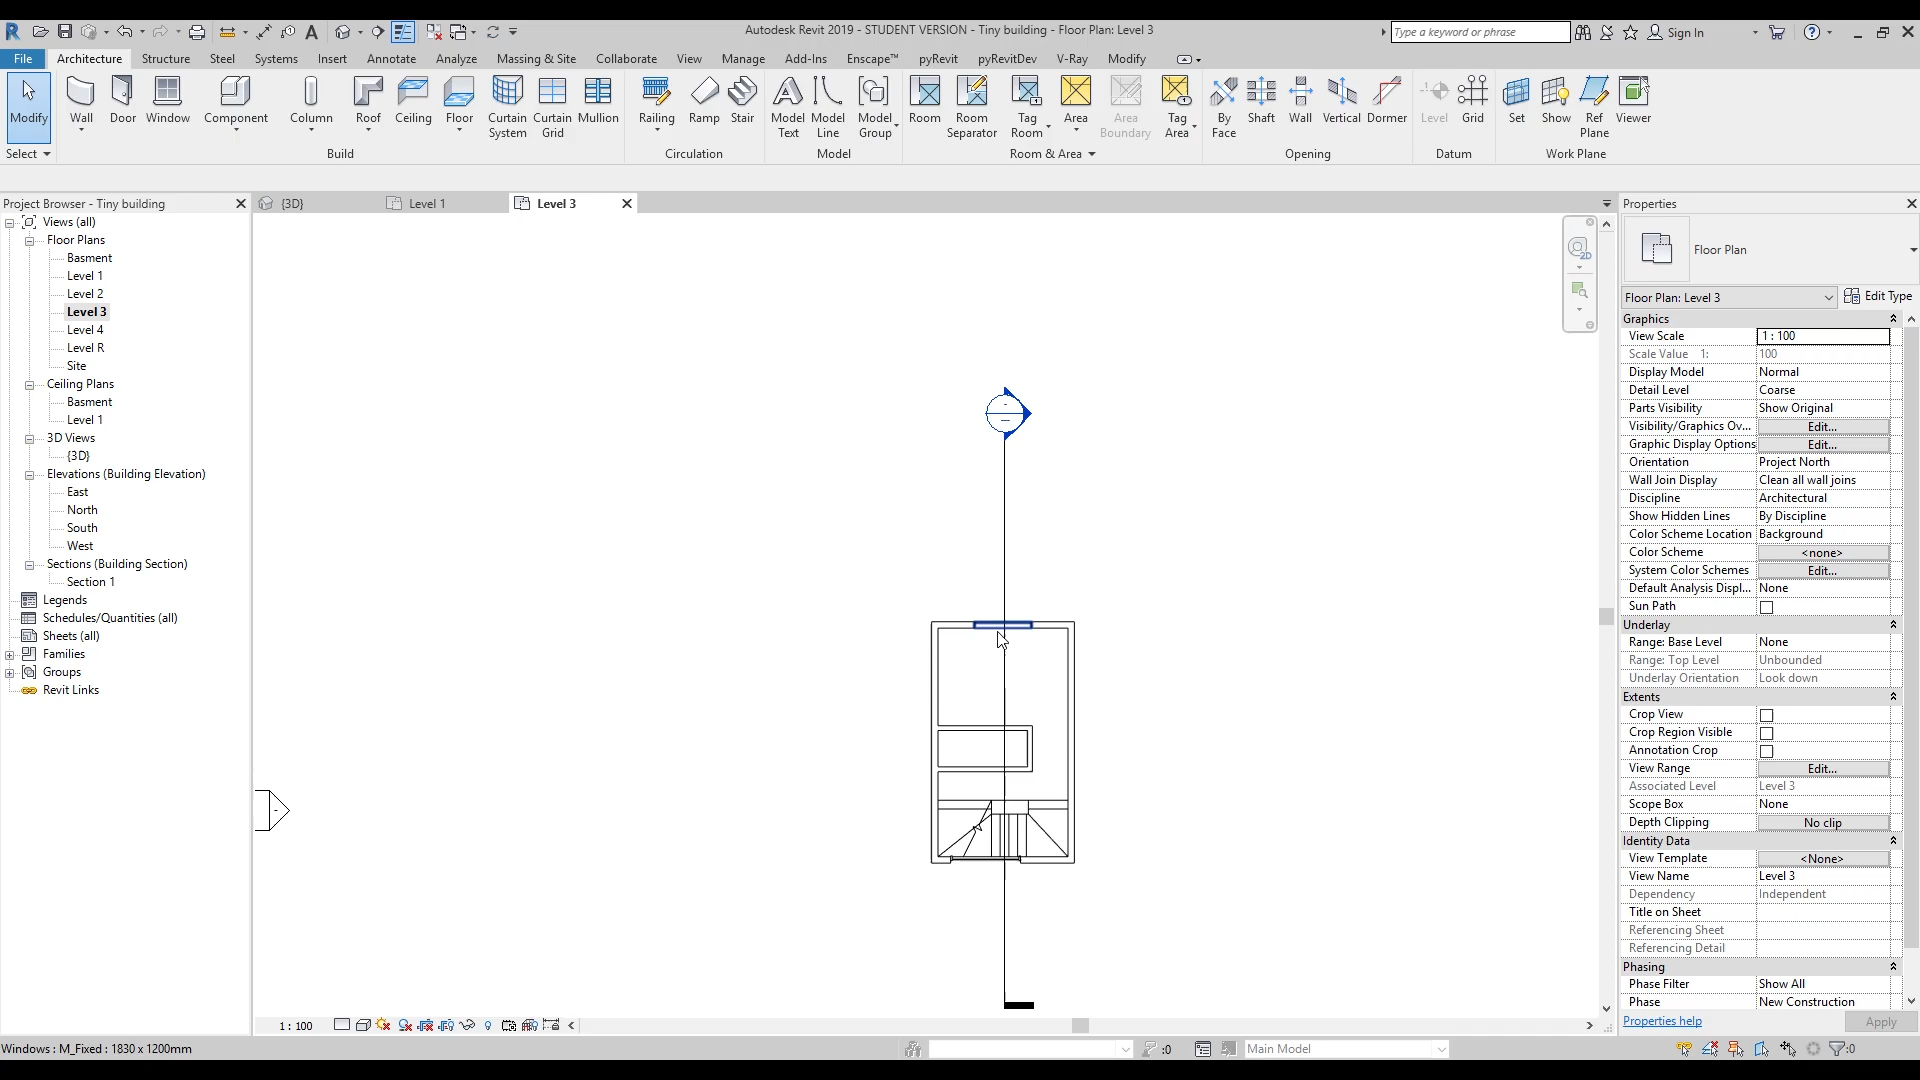 Autodesk Revit 2019 - STUDENT VERSION - Tiny building - Floor Plan: Level 3
Type a keyword or phrase
Sign In
File Architecture Structure Steel Systems Insert Annotate Analyze Massing & Site Collaborate View Manage Add-Ins Enscape™ pyRevit pyRevitDev V-Ray Modify
Modify
Wall
Door
Window
Component
Column
Roof
Ceiling
Floor
Curtain System
Curtain Grid
Mullion
Railing
Ramp
Stair
Model Text
Model Line
Model Group
Room
Room Separator
Tag Room
Area
Area Boundary
Tag Area
By Face
Shaft
Wall
Vertical
Dormer
Level
Grid
Set
Show
Ref Plane
Viewer
Select
Build
Circulation
Model
Room & Area
Opening
Datum
Work Plane
Project Browser - Tiny building
Views (all)
Floor Plans
Basment
Level 1
Level 2
Level 3
Level 4
Level R
Site
Ceiling Plans
Basment
Level 1
3D Views
{3D}
Elevations (Building Elevation)
East
North
South
West
Sections (Building Section)
Section 1
Legends
Schedules/Quantities (all)
Sheets (all)
Families
Groups
Revit Links
{3D}
Level 1
Level 3
2D
Properties
Floor Plan
Floor Plan: Level 3
Edit Type
Graphics
View Scale 1 : 100
Scale Value 1: 100
Display Model Normal
Detail Level Coarse
Parts Visibility Show Original
Visibility/Graphics Ov... Edit...
Graphic Display Options Edit...
Orientation Project North
Wall Join Display Clean all wall joins
Discipline Architectural
Show Hidden Lines By Discipline
Color Scheme Location Background
Color Scheme <none>
System Color Schemes Edit...
Default Analysis Displ... None
Sun Path
Underlay
Range: Base Level None
Range: Top Level Unbounded
Underlay Orientation Look down
Extents
Crop View
Crop Region Visible
Annotation Crop
View Range Edit...
Associated Level Level 3
Scope Box None
Depth Clipping No clip
Identity Data
View Template <None>
View Name Level 3
Dependency Independent
Title on Sheet
Referencing Sheet
Referencing Detail
Phasing
Phase Filter Show All
Phase New Construction
Properties help
Apply
1 : 100
Windows : M_Fixed : 1830 x 1200mm
:0
Main Model
:0